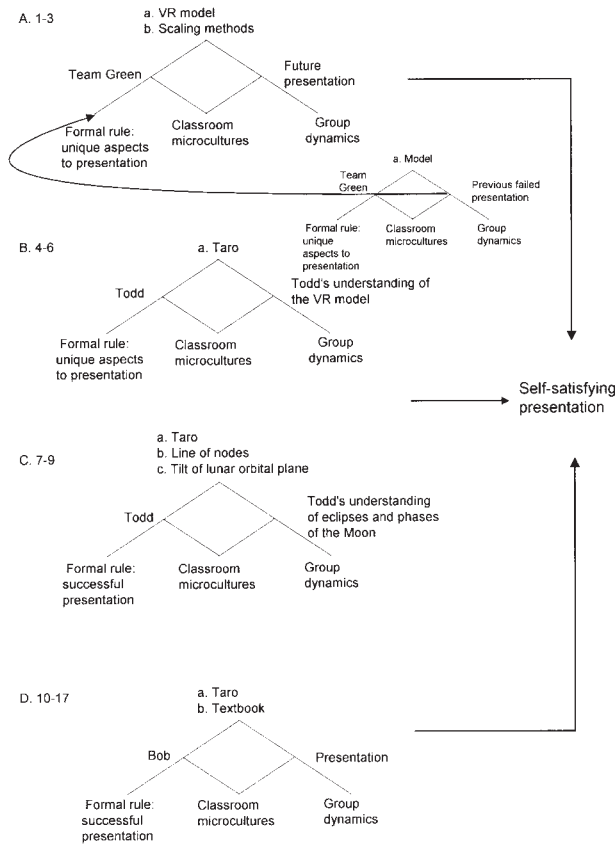 A. 1-3
a. VR model
b. Scaling methods
Team Green
Future
presentation
Formal rule:
unique aspects
to presentation
Classroom
microcultures
Group
dynamics
a. Model
Team
Green
Previous failed
presentation
Formal rule:
unique
aspects to
presentation
Classroom
microcultures
Group
dynamics
B. 4-6
a. Taro
Todd
Todd's understanding of
the VR model
Formal rule:
unique aspects
to presentation
Classroom
microcultures
Group
dynamics
Self-satisfying
presentation
C. 7-9
a. Taro
b. Line of nodes
c. Tilt of lunar orbital plane
Todd
Todd's understanding
of eclipses and phases
of the Moon
Formal rule:
successful
presentation
Classroom
microcultures
Group
dynamics
D. 10-17
a. Taro
b. Textbook
Bob
Presentation
Formal rule:
successful
presentation
Classroom
microcultures
Group
dynamics